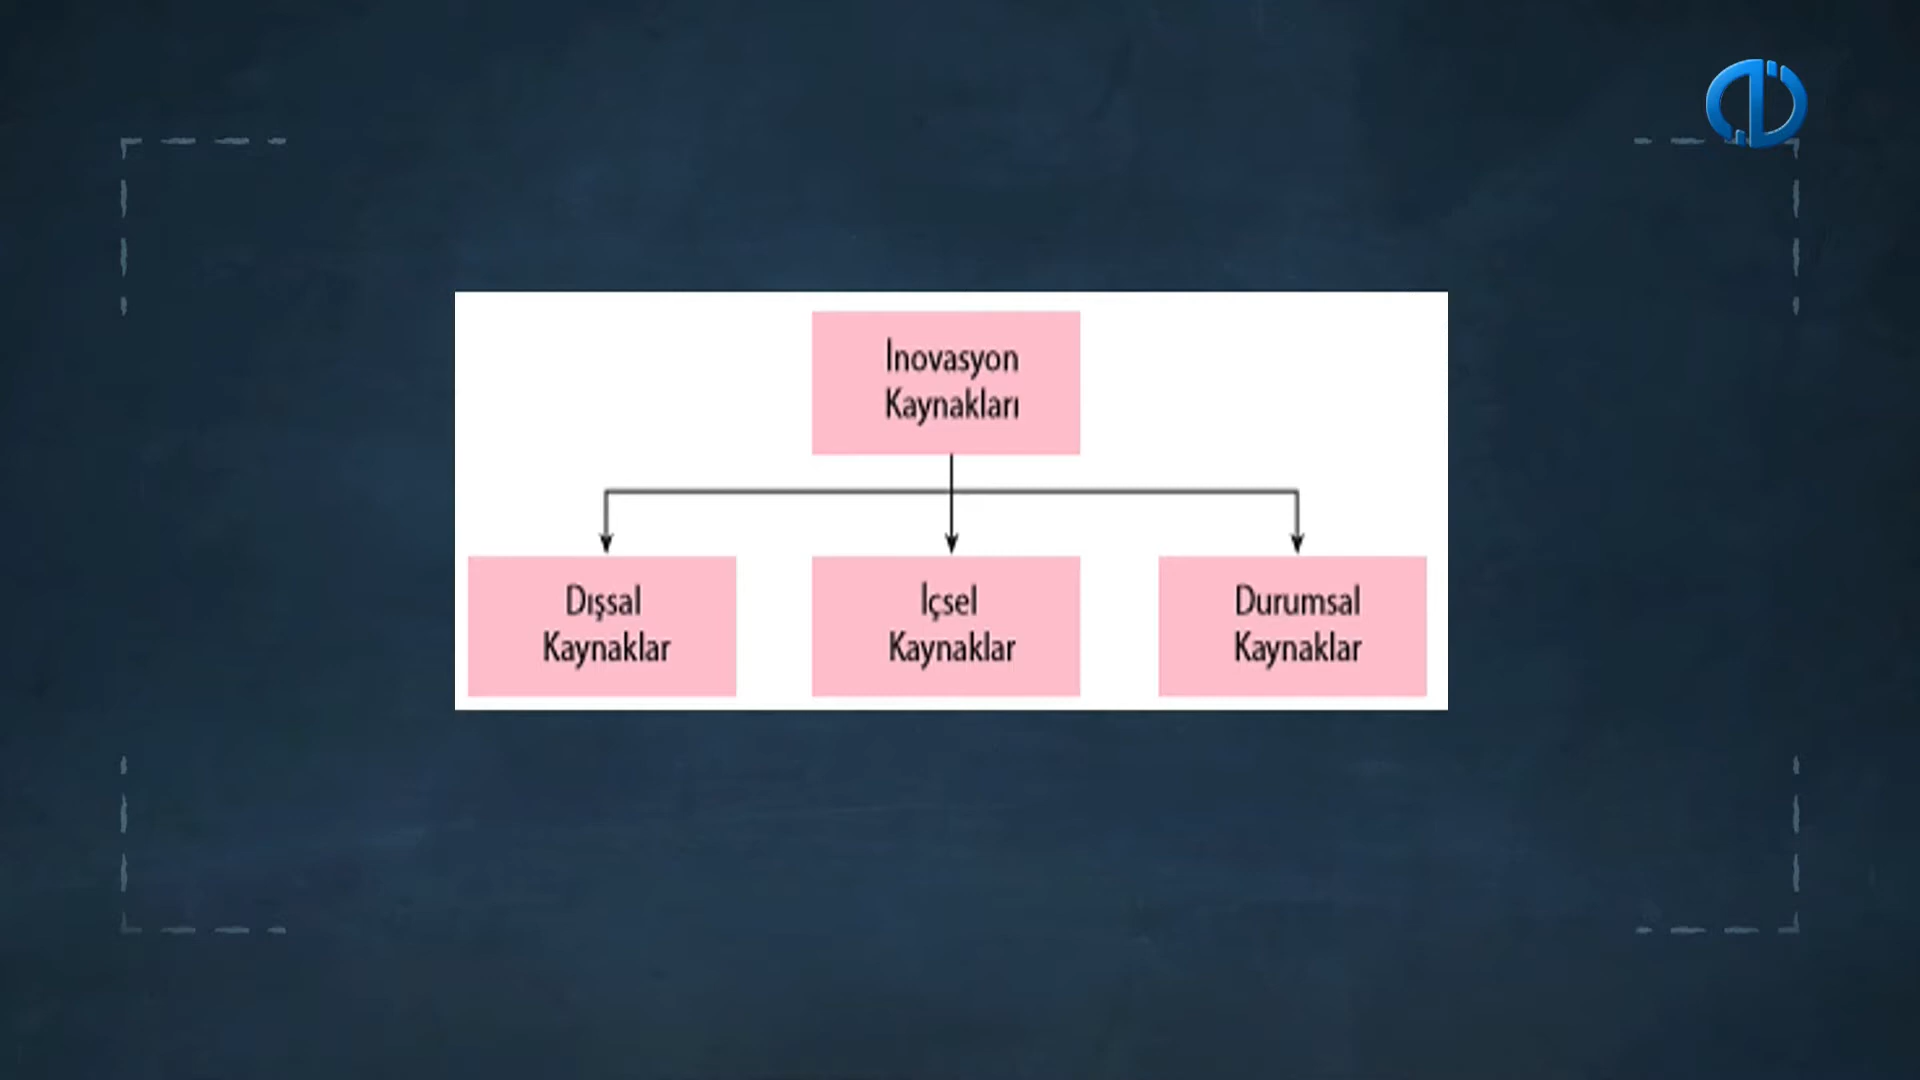 İnovasyon
Kaynakları
Dışsal
Kaynaklar
İçsel
Kaynaklar
Durumsal
Kaynaklar